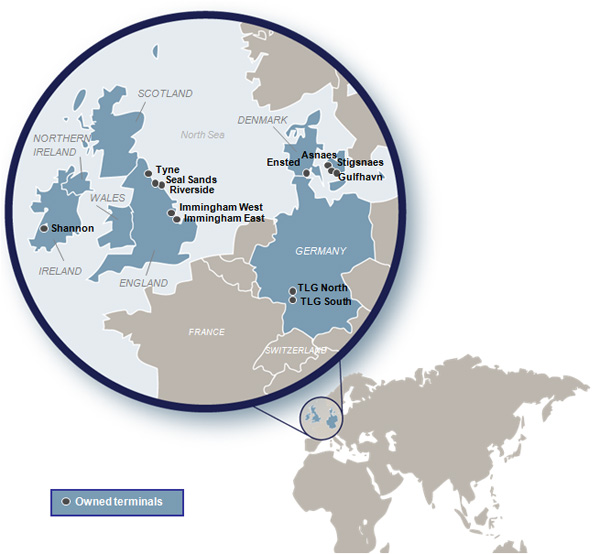 SCOTLAND
North Sea
DENMARK
NORTHERN
IRELAND
Asnaes
Ensted
Stigsnaes
Gulfhavn
Tyne
Seal Sands
Riverside
WALES
Immingham West
Immingham East
Shannon
IRELAND
ENGLAND
GERMANY
TLG North
TLG South
FRANCE
SWITZERLAND
Owned terminals